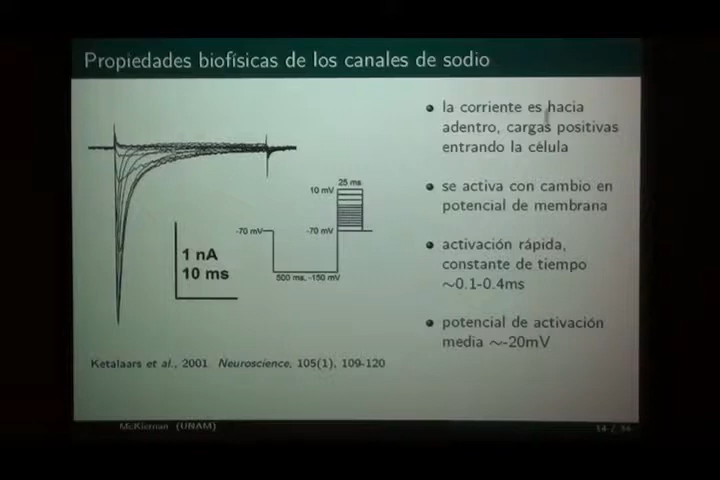 Propiedades biofísicas de los canales de sodio
la corriente es hacia
adentro, cargas positivas
entrando la célula
se activa con cambio en
potencial de membrana
activación rápida,
constante de tiempo
~0.1-0.4ms
potencial de activación
media ~-20mV
25 ms
10 mV
-70 mV
-70 mV
500 ms, -150 mV
1 nA
10 ms
Ketalaars et al., 2001 Neuroscience, 105(1), 109-120
McKiernan (UNAM)
14 / 34